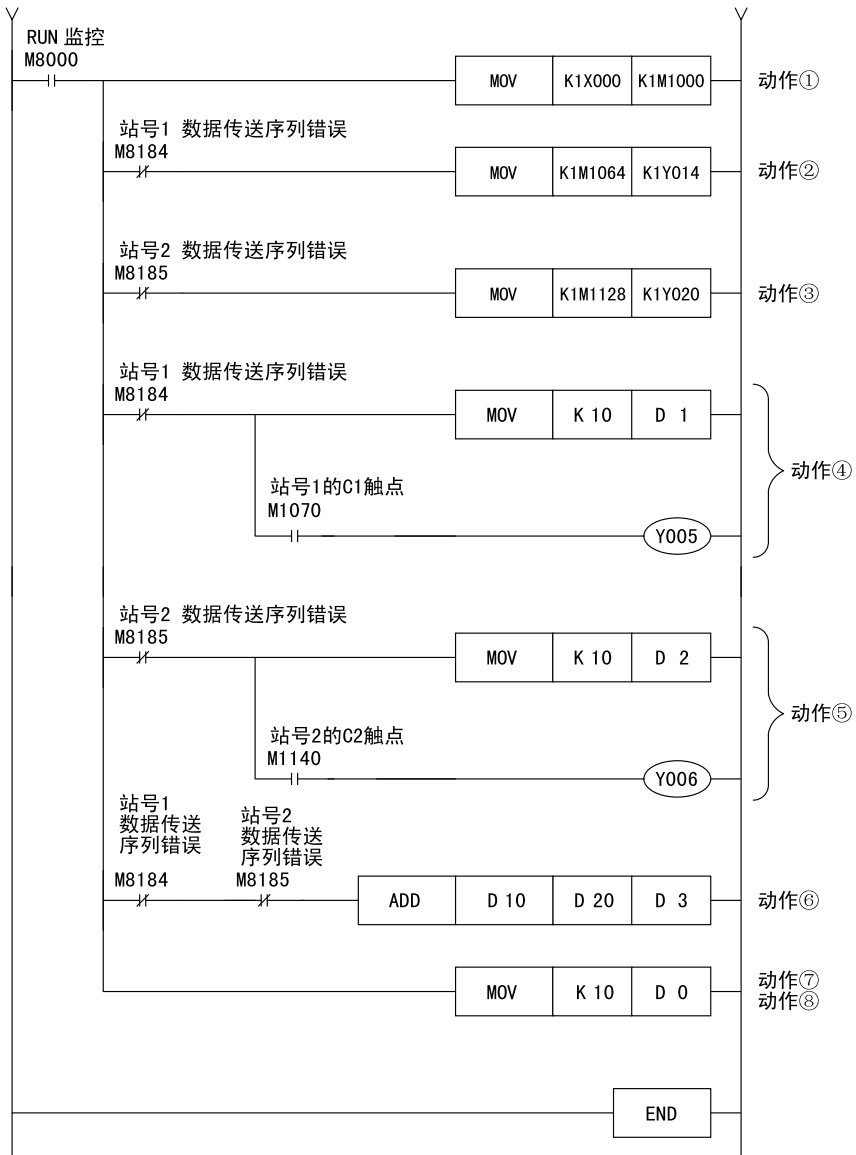 RUN 监控
M8000
MOV K1X000 K1M1000 动作①
站号1 数据传送序列错误
M8184
MOV K1M1064 K1Y014 动作②
站号2 数据传送序列错误
M8185
MOV K1M1128 K1Y020 动作③
站号1 数据传送序列错误
M8184
MOV K 10 D 1
动作④
站号1的C1触点
M1070
Y005
站号2 数据传送序列错误
M8185
MOV K 10 D 2
动作⑤
站号2的C2触点
M1140
Y006
站号1
数据传送
序列错误
M8184
站号2
数据传送
序列错误
M8185
ADD D 10 D 20 D 3 动作⑥
MOV K 10 D 0
动作⑦
动作⑧
END